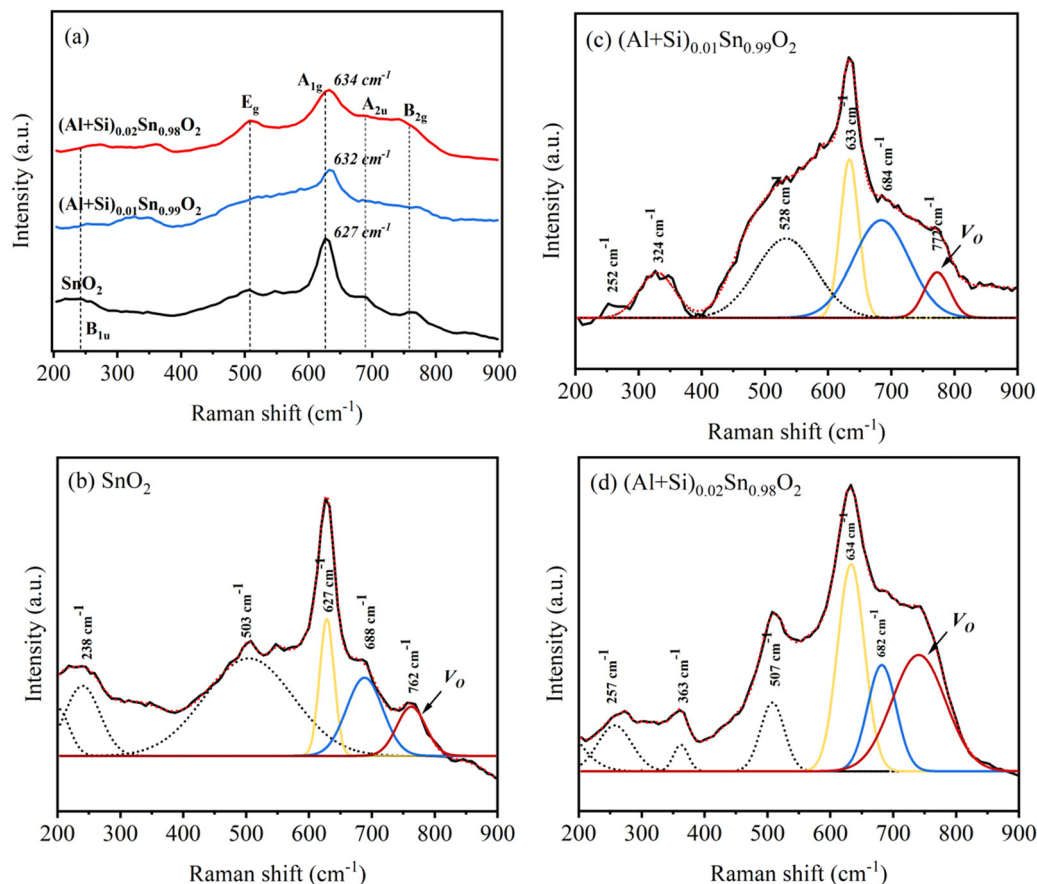 (a)
634 cm⁻¹
A₁g
A₂u
B₂g
Eg
(Al+Si)₀.₀₂Sn₀.₉₈O₂
632 cm⁻¹
(Al+Si)₀.₀₁Sn₀.₉₉O₂
627 cm⁻¹
SnO₂
B₁u
Intensity (a.u.)
200 300 400 500 600 700 800 900
Raman shift (cm⁻¹)
(c) (Al+Si)₀.₀₁Sn₀.₉₉O₂
252 cm⁻¹
324 cm⁻¹
528 cm⁻¹
633 cm⁻¹
684 cm⁻¹
772 cm⁻¹
V_O
Intensity (a.u.)
200 300 400 500 600 700 800 900
Raman shift (cm⁻¹)
(b) SnO₂
238 cm⁻¹
503 cm⁻¹
627 cm⁻¹
688 cm⁻¹
762 cm⁻¹
V_O
Intensity (a.u.)
200 300 400 500 600 700 800 900
Raman shift (cm⁻¹)
(d) (Al+Si)₀.₀₂Sn₀.₉₈O₂
257 cm⁻¹
363 cm⁻¹
507 cm⁻¹
634 cm⁻¹
682 cm⁻¹
V_O
Intensity (a.u.)
200 300 400 500 600 700 800 900
Raman shift (cm⁻¹)